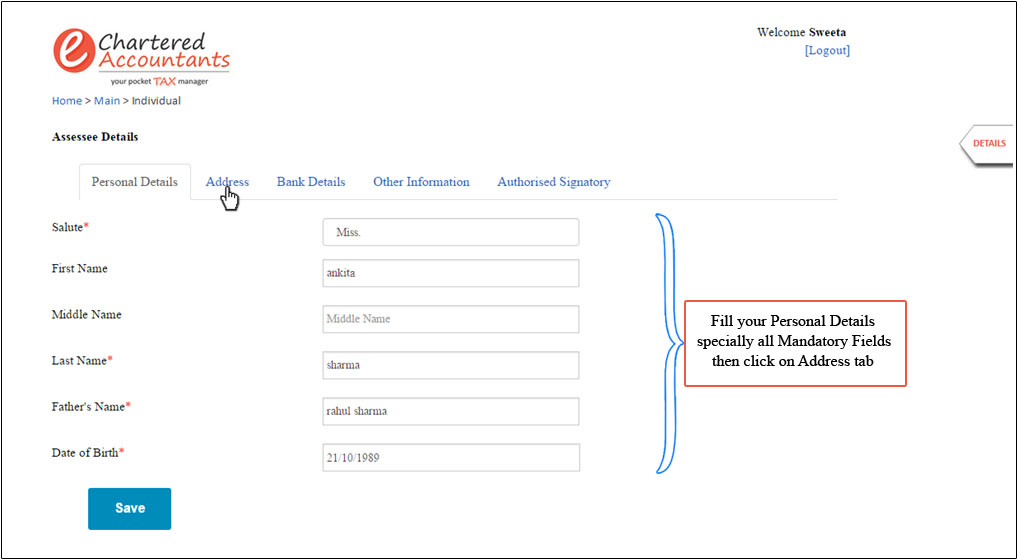 Welcome Sweeta
[Logout]
e Chartered
Accountants
your pocket TAX manager
Home > Main > Individual
Assessee Details
DETAILS
Personal Details Address Bank Details Other Information Authorised Signatory
Salute* Miss.
First Name ankita
Middle Name Middle Name
Last Name* sharma
Father's Name* rahul sharma
Date of Birth* 21/10/1989
Fill your Personal Details
specially all Mandatory Fields
then click on Address tab
Save